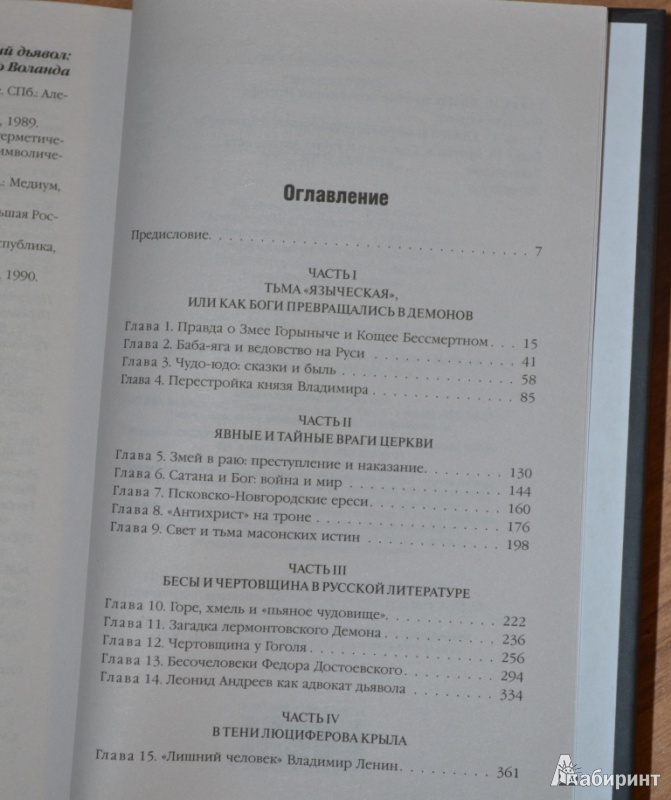 ий дьявол:
о Воланда
. СПб.: Але-
, 1989.
герметиче-
имволиче-
.: Медиум,
ьшая Рос-
спублика,
, 1990.
Оглавление
Предисловие. . . . . . . . . . . . . . . . . . . . . . . . . . . . 7
ЧАСТЬ I
ТЬМА «ЯЗЫЧЕСКАЯ»,
ИЛИ КАК БОГИ ПРЕВРАЩАЛИСЬ В ДЕМОНОВ
Глава 1. Правда о Змее Горыныче и Кощее Бессмертном . . . . 15
Глава 2. Баба-яга и ведовство на Руси . . . . . . . . . . . . . 41
Глава 3. Чудо-юдо: сказки и быль . . . . . . . . . . . . . . . 58
Глава 4. Перестройка князя Владимира . . . . . . . . . . . . . 85
ЧАСТЬ II
ЯВНЫЕ И ТАЙНЫЕ ВРАГИ ЦЕРКВИ
Глава 5. Змей в раю: преступление и наказание. . . . . . . . . 130
Глава 6. Сатана и Бог: война и мир . . . . . . . . . . . . . . 144
Глава 7. Псковско-Новгородские ереси. . . . . . . . . . . . . 160
Глава 8. «Антихрист» на троне . . . . . . . . . . . . . . . . 176
Глава 9. Свет и тьма масонских истин . . . . . . . . . . . . . 198
ЧАСТЬ III
БЕСЫ И ЧЕРТОВЩИНА В РУССКОЙ ЛИТЕРАТУРЕ
Глава 10. Горе, хмель и «пьяное чудовище». . . . . . . . . . . 222
Глава 11. Загадка лермонтовского Демона . . . . . . . . . . . 236
Глава 12. Чертовщина у Гоголя . . . . . . . . . . . . . . . . 256
Глава 13. Бесочеловеки Федора Достоевского . . . . . . . . . . 294
Глава 14. Леонид Андреев как адвокат дьявола . . . . . . . . . 334
ЧАСТЬ IV
В ТЕНИ ЛЮЦИФЕРОВА КРЫЛА
Глава 15. «Лишний человек» Владимир Ленин. . . . . . . . . . 361
Лабиринт